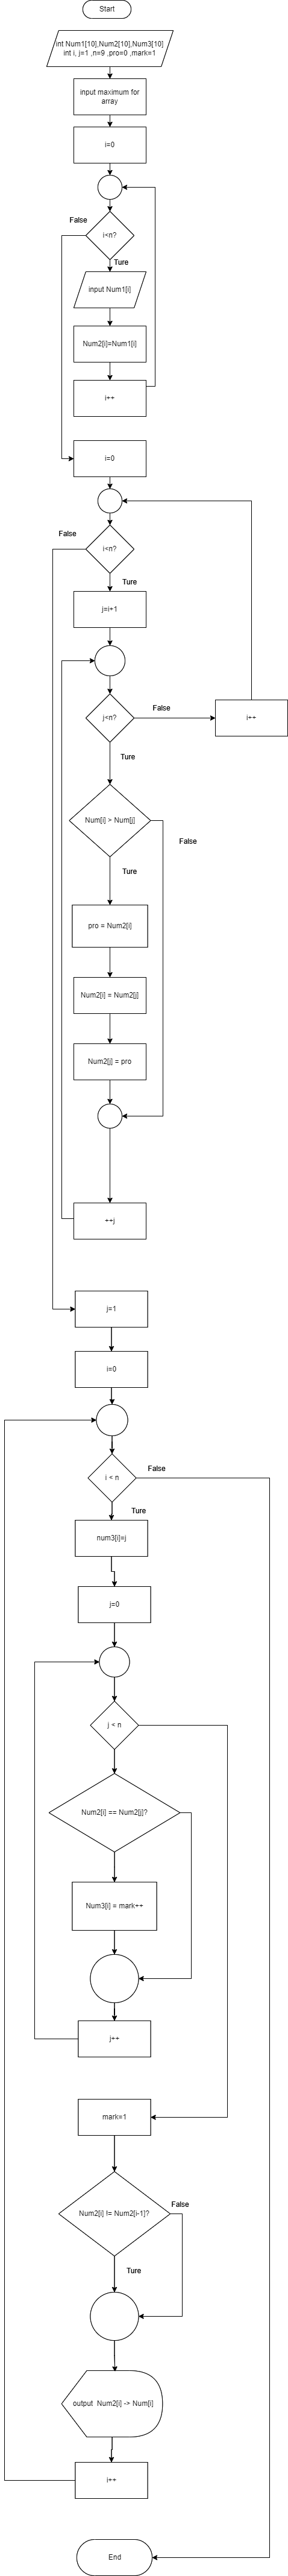 Start
int Num1[10],Num2[10],Num3[10]
int i, j=1 ,n=9 ,pro=0 ,mark=1
input maximum for
array
i=0
i<n?
False
Ture
input Num1[i]
Num2[i]=Num1[i]
i++
i=0
i<n?
False
Ture
j=i+1
j<n?
False
i++
Ture
Num[i] > Num[j]
False
Ture
pro = Num2[i]
Num2[i] = Num2[j]
Num2[j] = pro
++j
j=1
i=0
i < n
False
Ture
num3[i]=j
j=0
j < n
Num2[i] == Num2[j]?
Num3[i] = mark++
j++
mark=1
Num2[i] != Num2[i-1]?
False
Ture
output Num2[i] -> Num[i]
i++
End